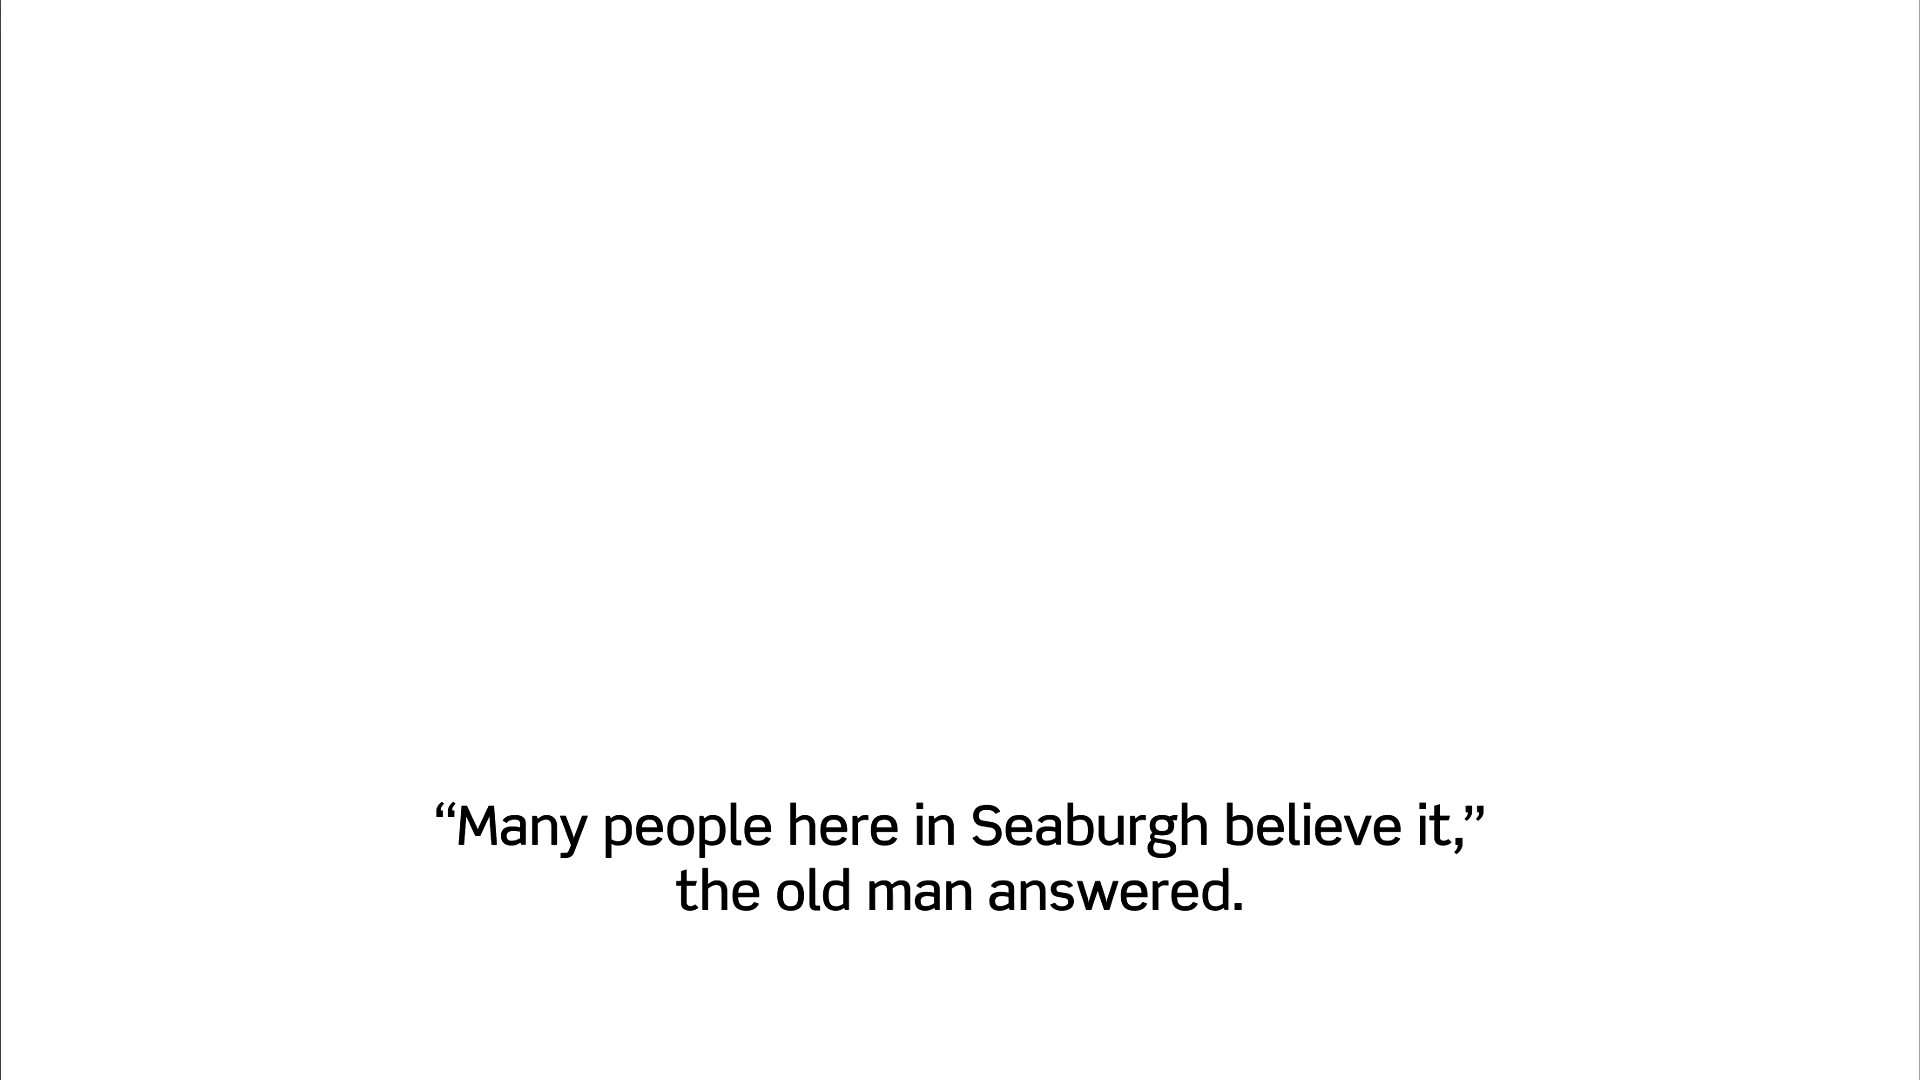 “Many people here in Seaburgh believe it,”
the old man answered.